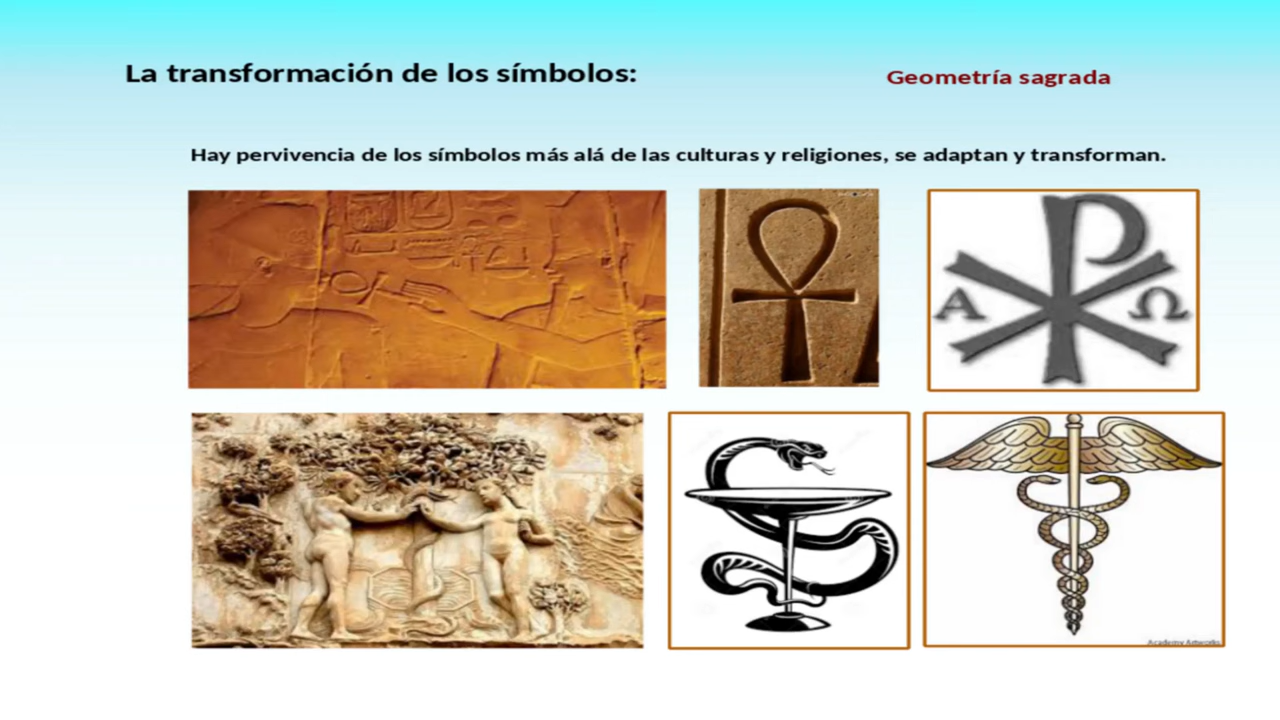 La transformación de los símbolos:
Geometría sagrada
Hay pervivencia de los símbolos más alá de las culturas y religiones, se adaptan y transforman.
Α Ω
Academy Artworks